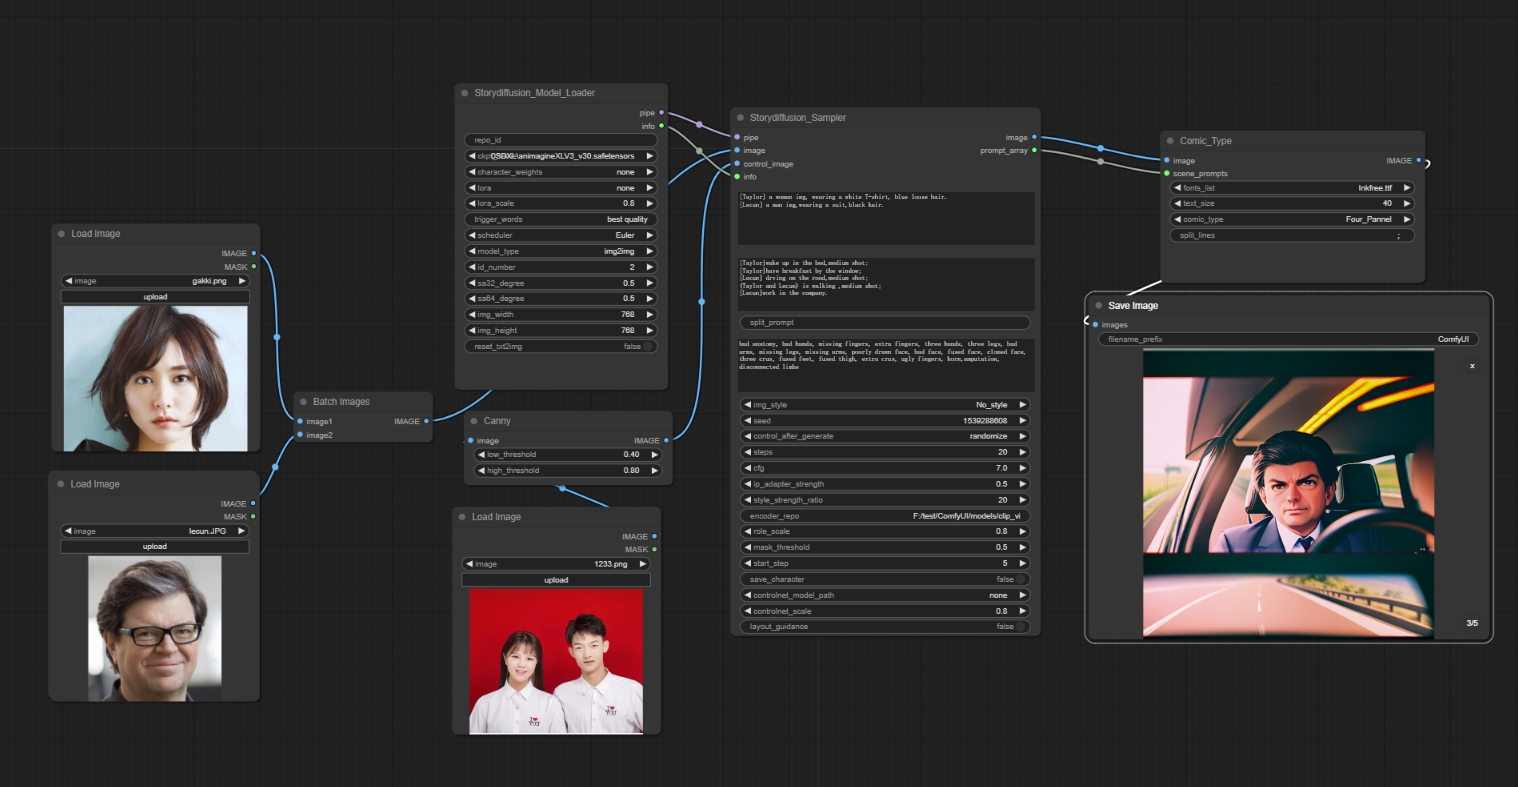 Load Image
IMAGE
MASK
image gakki.png
upload
Load Image
IMAGE
MASK
image lecun.JPG
upload
Batch Images
image1 IMAGE
image2
Storydiffusion_Model_Loader
pipe
info
repo_id
\animagineXLV3_v30.safetensors
character_weights none
lora none
lora_scale 0.8
trigger_words best quality
scheduler Euler
model_type img2img
id_number 2
sa32_degree 0.5
sa64_degree 0.5
img_width 768
img_height 768
reset_txt2img false
Canny
image IMAGE
low_threshold 0.40
high_threshold 0.80
Load Image
IMAGE
MASK
image 1233.png
upload
I
YOU
I
YOU
Storydiffusion_Sampler
pipe image
image prompt_array
control_image
info
[Taylor] a woman img, wearing a white T-shirt, blue loose hair.
[Lecun] a man img,wearing a suit,black hair.
[Taylor]wake up in the bed,medium shot;
[Taylor]have breakfast by the window;
[Lecun] drving on the road,medium shot;
(Taylor and Lecun) is walking ,medium shot;
[Lecun]work in the company.
split_prompt
bad anatomy, bad hands, missing fingers, extra fingers, three hands, three legs, bad
arms, missing legs, missing arms, poorly drawn face, bad face, fused face, cloned face,
three crus, fused feet, fused thigh, extra crus, ugly fingers, horn,amputation,
disconnected limbs
img_style No_style
seed 1539288608
control_after_generate randomize
steps 20
cfg 7.0
ip_adapter_strength 0.5
style_strength_ratio 20
encoder_repo F:/test/ComfyUI/models/clip_vi
role_scale 0.8
mask_threshold 0.5
start_step 5
save_character false
controlnet_model_path none
controlnet_scale 0.8
layout_guidance false
Comic_Type
image IMAGE
scene_prompts
fonts_list Inkfree.ttf
text_size 40
comic_type Four_Pannel
split_lines ;
Save Image
images
filename_prefix ComfyUI
x
3/5